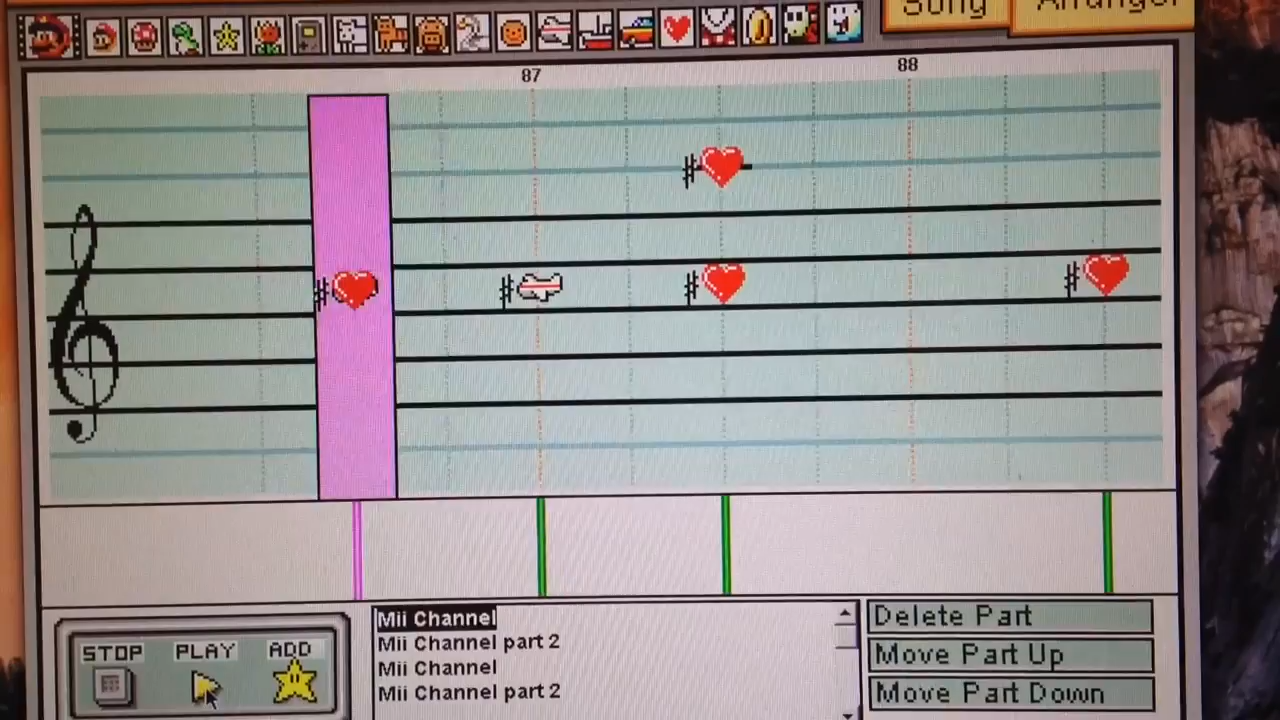 Song
Arranger
87
88
STOP
PLAY
ADD
Mii Channel
Mii Channel part 2
Mii Channel
Mii Channel part 2
Delete Part
Move Part Up
Move Part Down